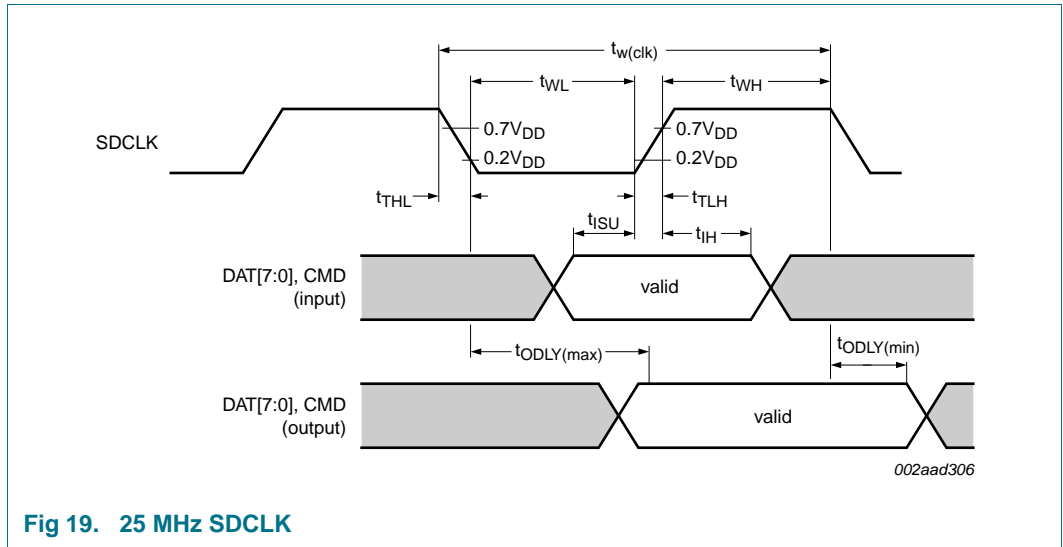 tw(clk)
tWL
tWH
SDCLK
0.7VDD
0.7VDD
0.2VDD
0.2VDD
tTHL
tTLH
tISU
tIH
DAT[7:0], CMD
(input)
valid
tODLY(max)
tODLY(min)
DAT[7:0], CMD
(output)
valid
002aad306
Fig 19. 25 MHz SDCLK